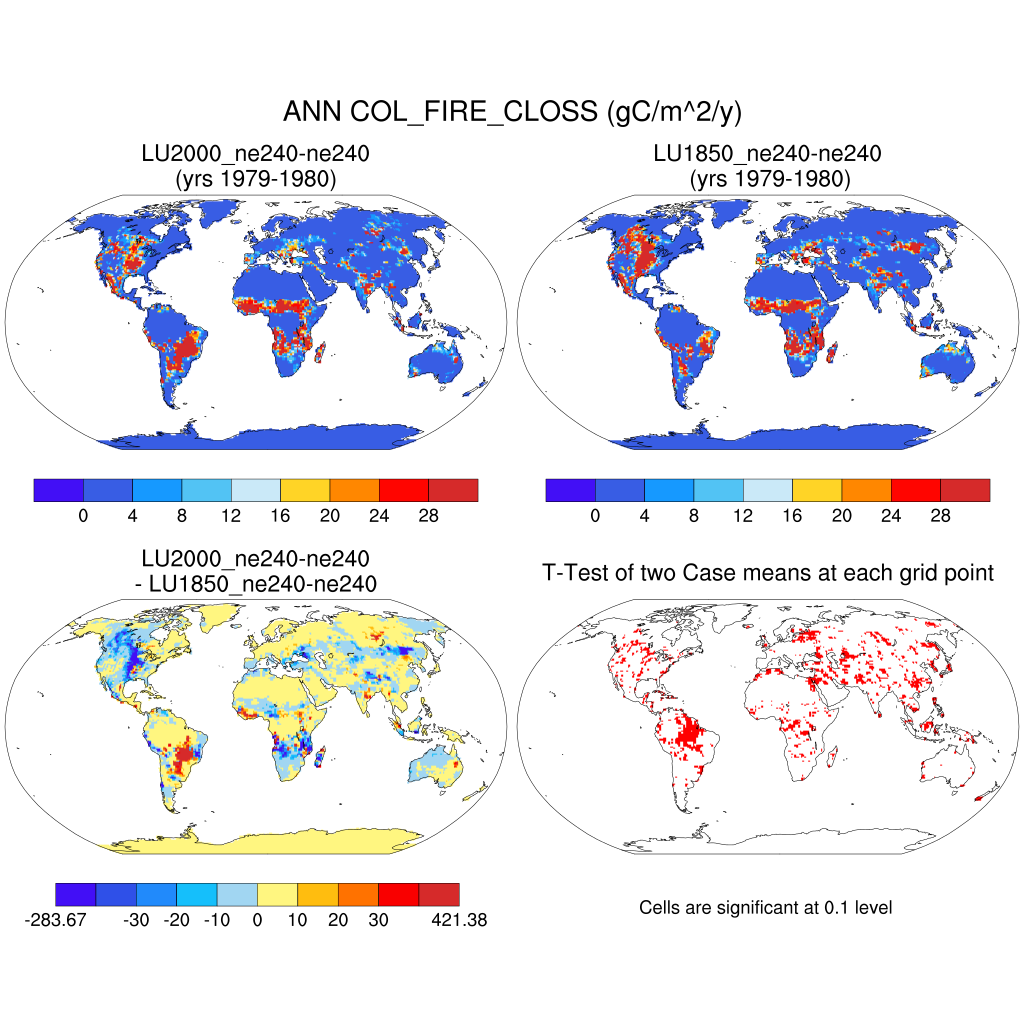 ANN COL_FIRE_CLOSS (gC/m^2/y)
LU2000_ne240-ne240
(yrs 1979-1980)
LU1850_ne240-ne240
(yrs 1979-1980)
0 4 8 12 16 20 24 28
0 4 8 12 16 20 24 28
LU2000_ne240-ne240
- LU1850_ne240-ne240
T-Test of two Case means at each grid point
-283.67 -30 -20 -10 0 10 20 30 421.38
Cells are significant at 0.1 level